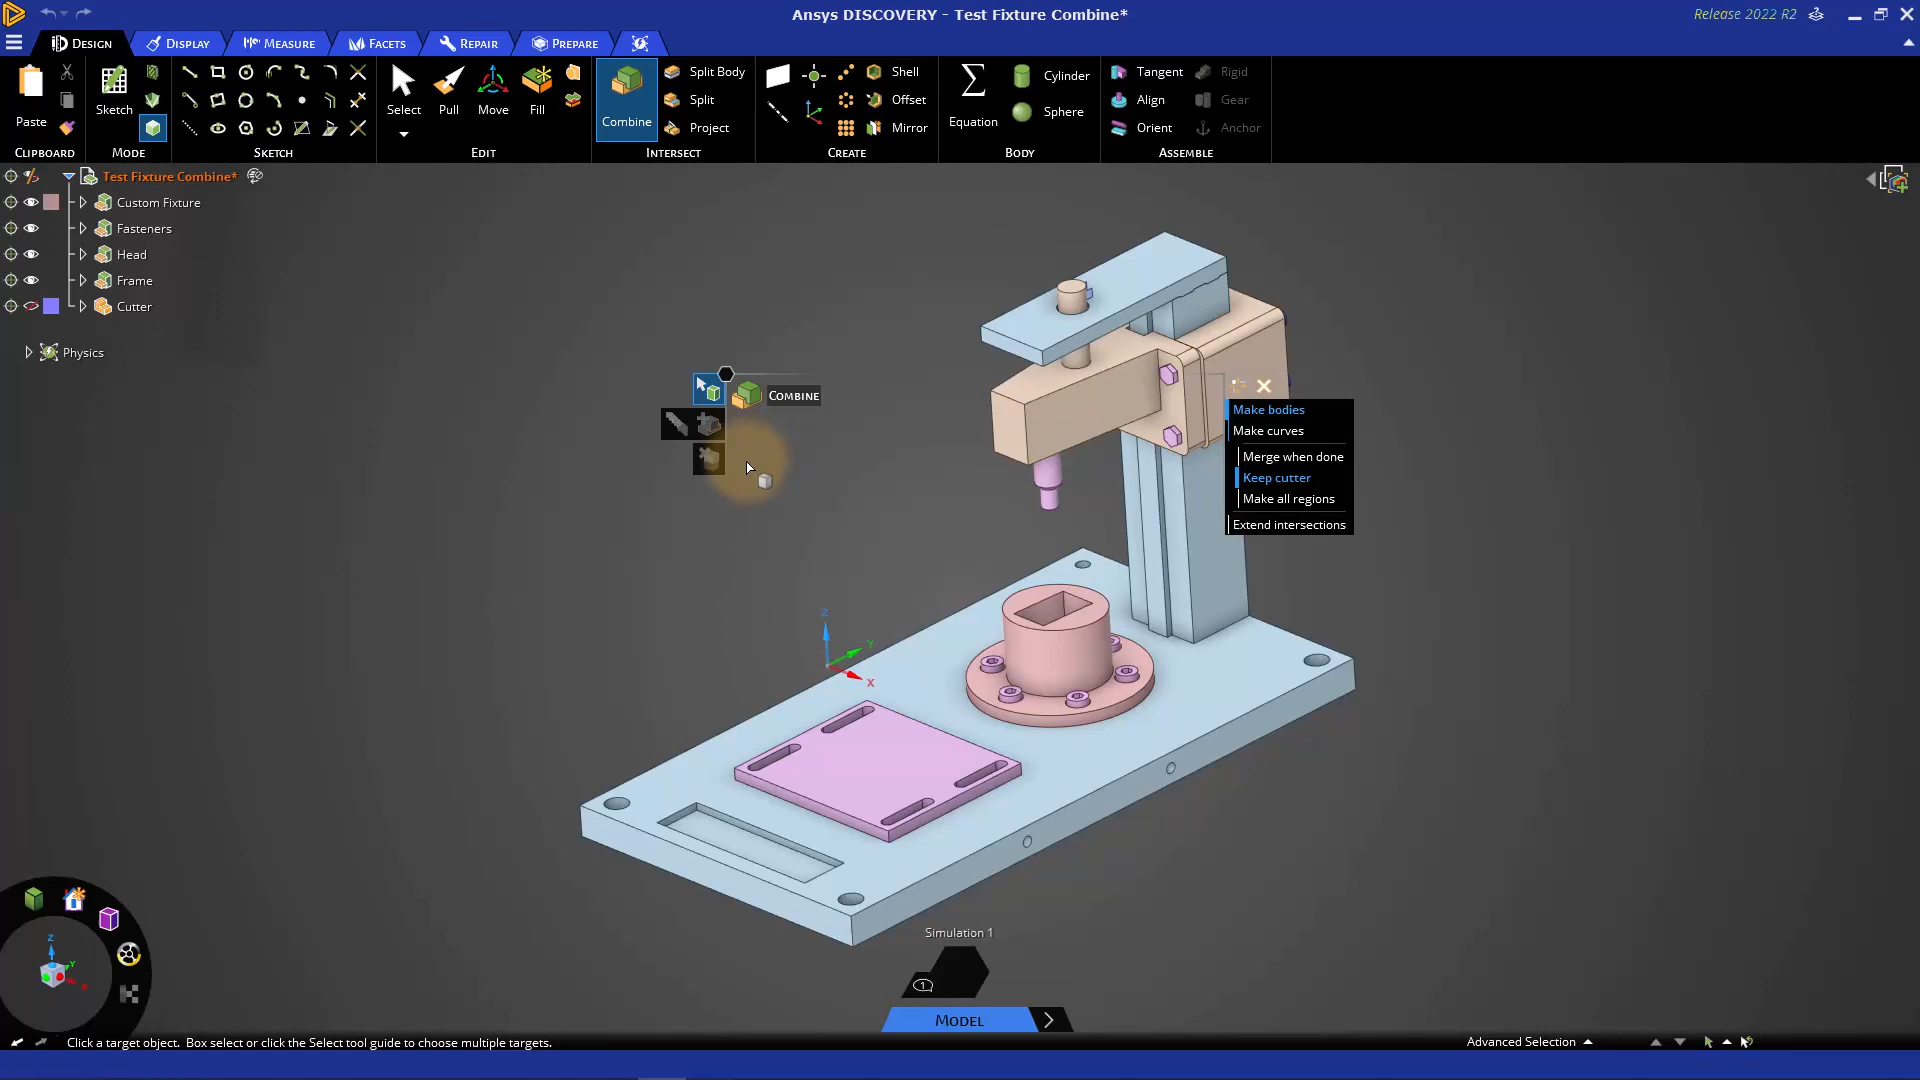 Ansys DISCOVERY - Test Fixture Combine*
Release 2022 R2
DESIGN
DISPLAY
MEASURE
FACETS
REPAIR
PREPARE
Paste
Sketch
Select
Pull
Move
Fill
Combine
Split Body
Split
Project
Shell
Offset
Mirror
Equation
Cylinder
Sphere
Tangent
Align
Orient
Rigid
Gear
Anchor
CLIPBOARD
MODE
SKETCH
EDIT
INTERSECT
CREATE
BODY
ASSEMBLE
Test Fixture Combine*
Custom Fixture
Fasteners
Head
Frame
Cutter
Physics
COMBINE
Make bodies
Make curves
Merge when done
Keep cutter
Make all regions
Extend intersections
Z
Y
X
Simulation 1
1
MODEL
Z
Y
X
Click a target object. Box select or click the Select tool guide to choose multiple targets.
Advanced Selection